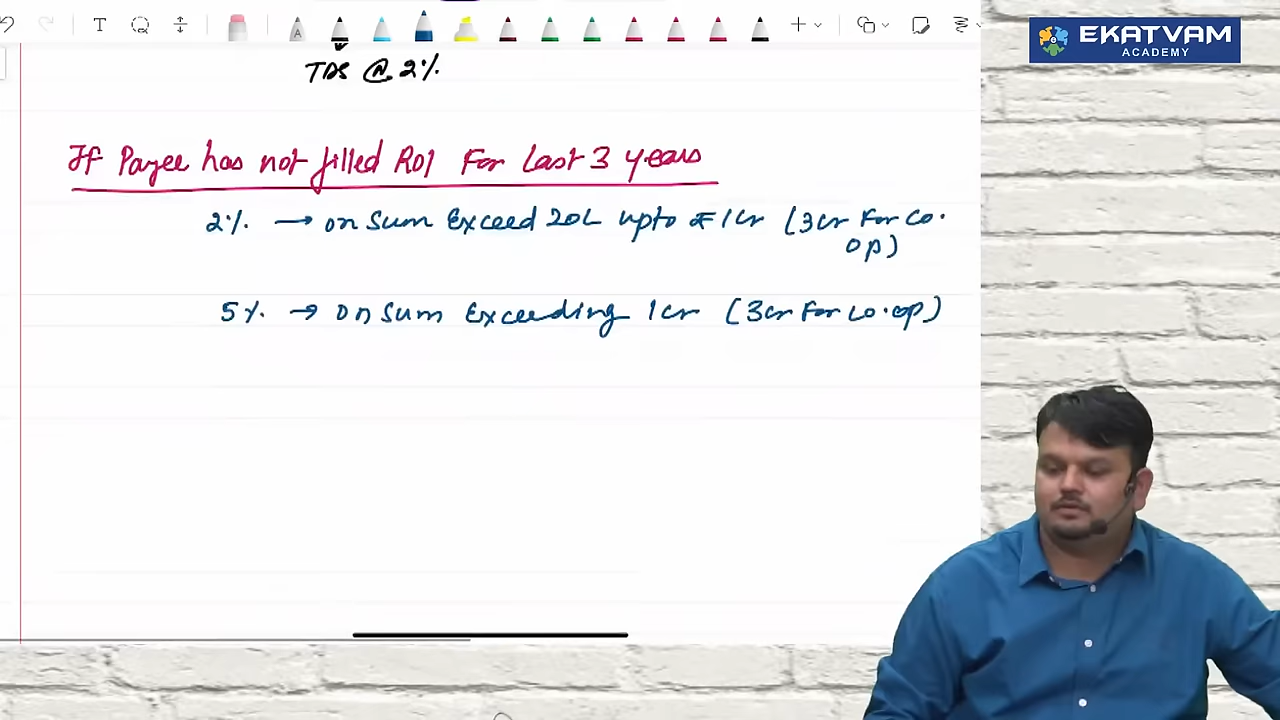 EKATVAM
ACADEMY
TDS @ 2%
If Payee has not filled ROI For Last 3 years
2% → on sum Exceed 20L upto 1Cr (3Cr For Co.
op)
5% → on sum Exceeding 1Cr (3Cr For Co.op)